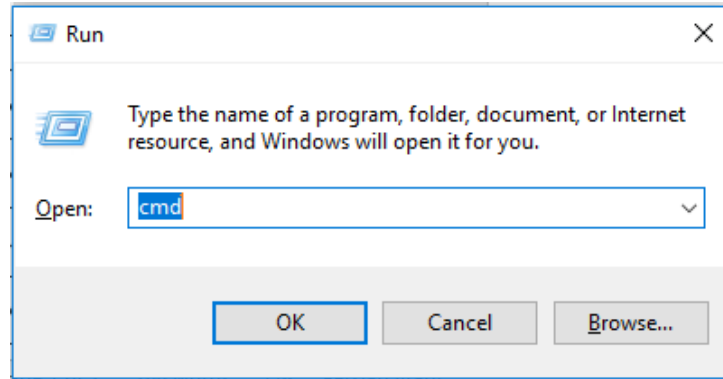 Run
Type the name of a program, folder, document, or Internet
resource, and Windows will open it for you.
Open: cmd
OK Cancel Browse...